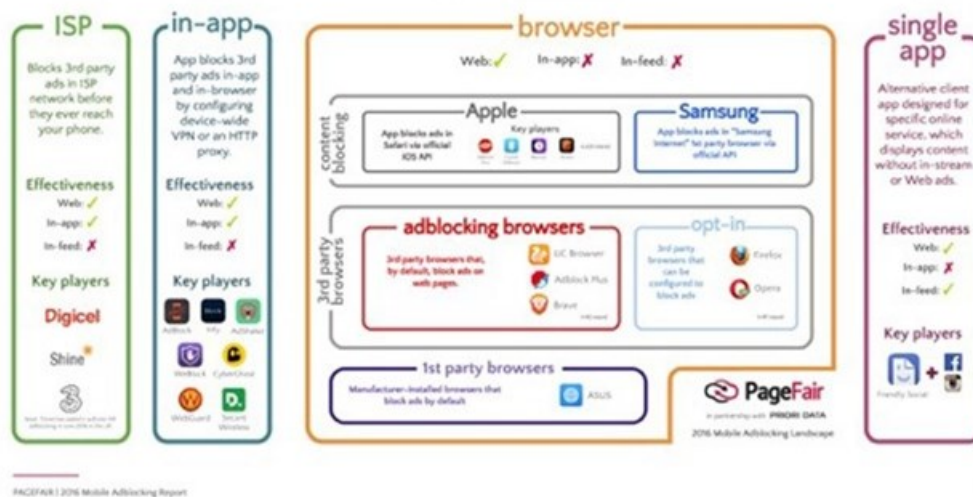 ISP
Blocks 3rd party
ads in ISP
network before
they ever reach
your phone.
Effectiveness
Web: ✓
In-app: ✓
In-feed: ✗
Key players
Digicel
Shine
3
in-app
App blocks 3rd
party ads in-app
and in-browser
by configuring
device-wide
VPN or an HTTP
proxy.
Effectiveness
Web: ✓
In-app: ✓
In-feed: ✗
Key players
AdBlock
AdShaker
WeBlock
CyberGhost
WebGuard
Secure
Wireless
browser
Web: ✓ In-app: ✗ In-feed: ✗
content
blocking
Apple
App blocks ads in
Safari via official
iOS API
Key players
Samsung
App blocks ads in "Samsung
Internet" 1st party browser via
official API
3rd party
browsers
adblocking browsers
3rd party browsers that,
by default, block ads on
web pages.
UC Browser
Adblock Plus
Brave
opt-in
3rd party
browsers that
can be
configured to
block ads
Firefox
Opera
1st party browsers
Manufacturer-installed browsers that
block ads by default
ASUS
PageFair
in partnership with PRIORI DATA
2016 Mobile Adblocking Landscape
single
app
Alternative client
app designed for
specific online
service, which
displays content
without in-stream
or Web ads.
Effectiveness
Web: ✓
In-app: ✗
In-feed: ✓
Key players
Friendly Social
+
PAGEFAIR | 2016 Mobile Adblocking Report